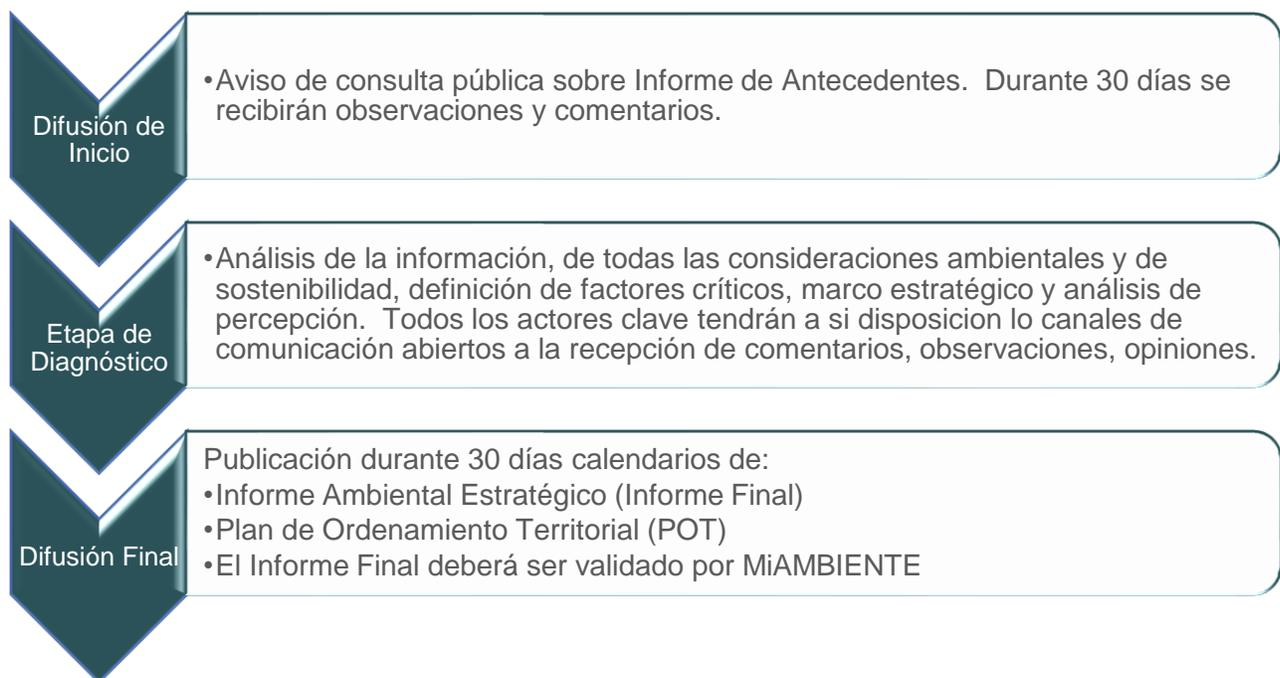 Difusión de
Inicio
•Aviso de consulta pública sobre Informe de Antecedentes.  Durante 30 días se
recibirán observaciones y comentarios.
Etapa de
Diagnóstico
•Análisis de la información, de todas las consideraciones ambientales y de
sostenibilidad, definición de factores críticos, marco estratégico y análisis de
percepción.  Todos los actores clave tendrán a si disposicion lo canales de
comunicación abiertos a la recepción de comentarios, observaciones, opiniones.
Difusión Final
Publicación durante 30 días calendarios de:
•Informe Ambiental Estratégico (Informe Final)
•Plan de Ordenamiento Territorial (POT)
•El Informe Final deberá ser validado por MiAMBIENTE